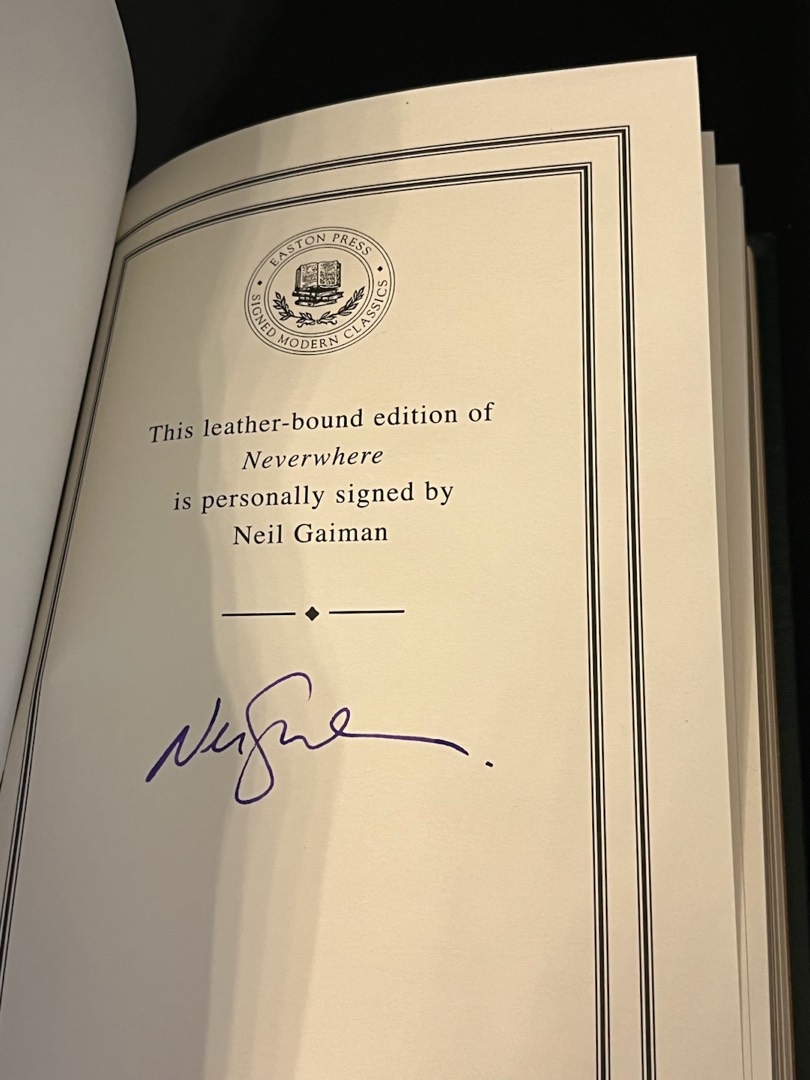 EASTON PRESS
SIGNED MODERN CLASSICS
This leather-bound edition of
Neverwhere
is personally signed by
Neil Gaiman